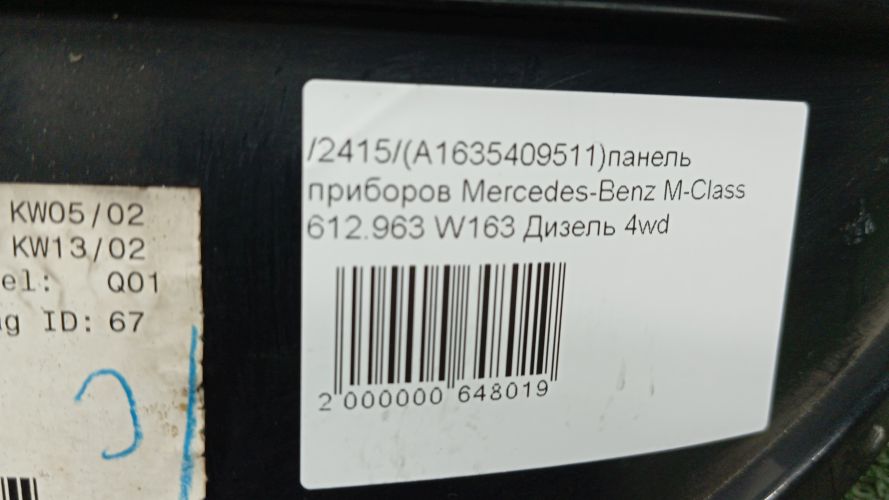 /2415/(A1635409511)панель
приборов Mercedes-Benz M-Class
612.963 W163 Дизель 4wd
2 000000 648019
KW05/02
KW13/02
el: Q01
g ID: 67